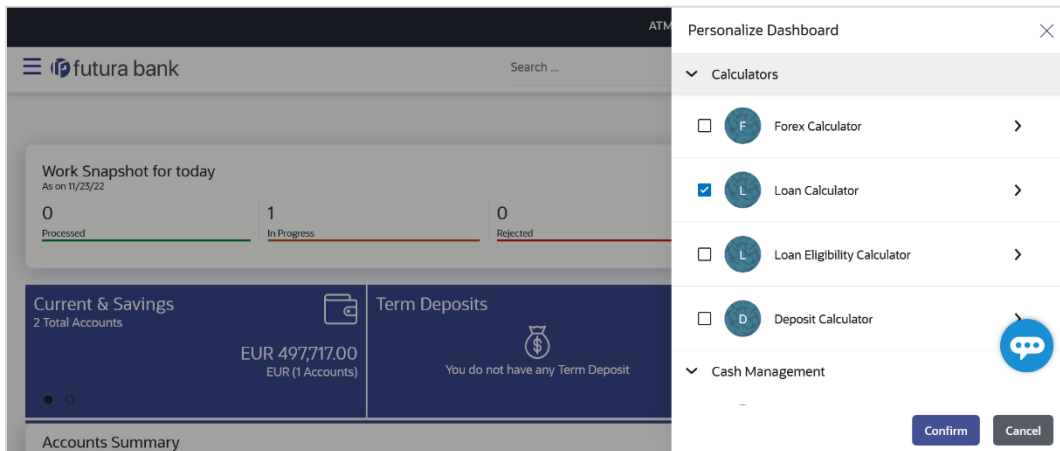 ATM
futura bank
Search ...
Work Snapshot for today
As on 11/23/22
0
Processed
1
In Progress
0
Rejected
Current & Savings
2 Total Accounts
EUR 497,717.00
EUR (1 Accounts)
Term Deposits
You do not have any Term Deposit
Accounts Summary
Personalize Dashboard
Calculators
F Forex Calculator
L Loan Calculator
L Loan Eligibility Calculator
D Deposit Calculator
Cash Management
Confirm Cancel